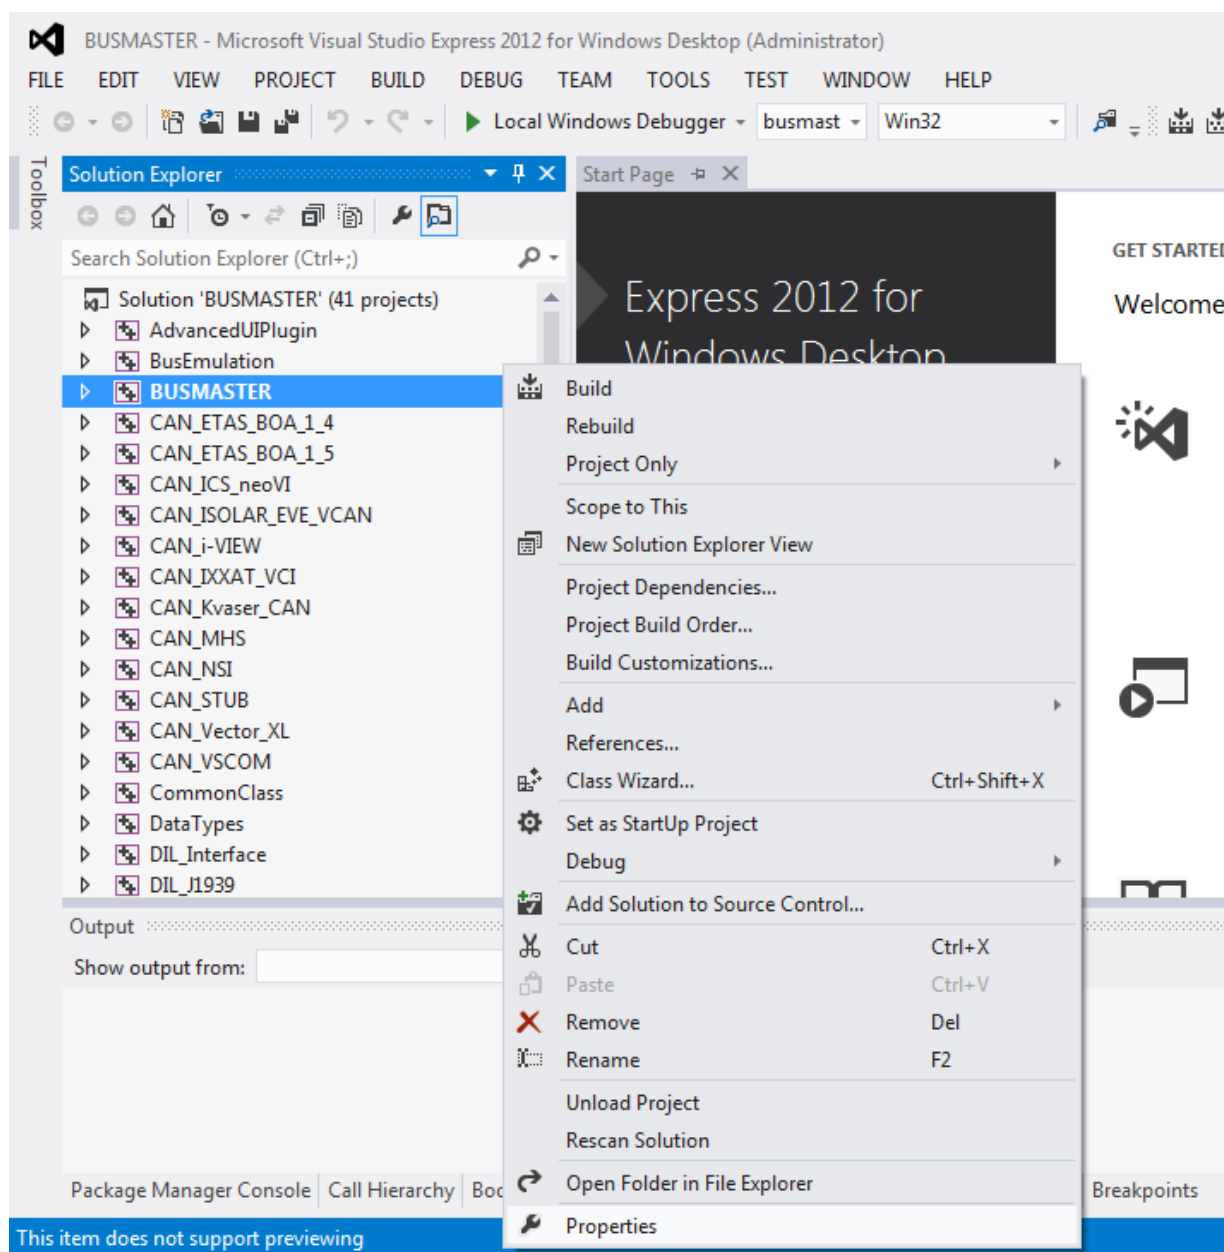 BUSMASTER - Microsoft Visual Studio Express 2012 for Windows Desktop (Administrator)
FILE EDIT VIEW PROJECT BUILD DEBUG TEAM TOOLS TEST WINDOW HELP
Local Windows Debugger busmast Win32
Toolbox
Solution Explorer
Search Solution Explorer (Ctrl+;)
Solution 'BUSMASTER' (41 projects)
AdvancedUIPlugin
BusEmulation
BUSMASTER
CAN_ETAS_BOA_1_4
CAN_ETAS_BOA_1_5
CAN_ICS_neoVI
CAN_ISOLAR_EVE_VCAN
CAN_i-VIEW
CAN_IXXAT_VCI
CAN_Kvaser_CAN
CAN_MHS
CAN_NSI
CAN_STUB
CAN_Vector_XL
CAN_VSCOM
CommonClass
DataTypes
DIL_Interface
DIL_J1939
Start Page
Express 2012 for
Windows Desktop
GET STARTED
Welcome
Build
Rebuild
Project Only
Scope to This
New Solution Explorer View
Project Dependencies...
Project Build Order...
Build Customizations...
Add
References...
Class Wizard... Ctrl+Shift+X
Set as StartUp Project
Debug
Add Solution to Source Control...
Cut Ctrl+X
Paste Ctrl+V
Remove Del
Rename F2
Unload Project
Rescan Solution
Open Folder in File Explorer
Properties
Output
Show output from:
Package Manager Console Call Hierarchy Boo Breakpoints
This item does not support previewing